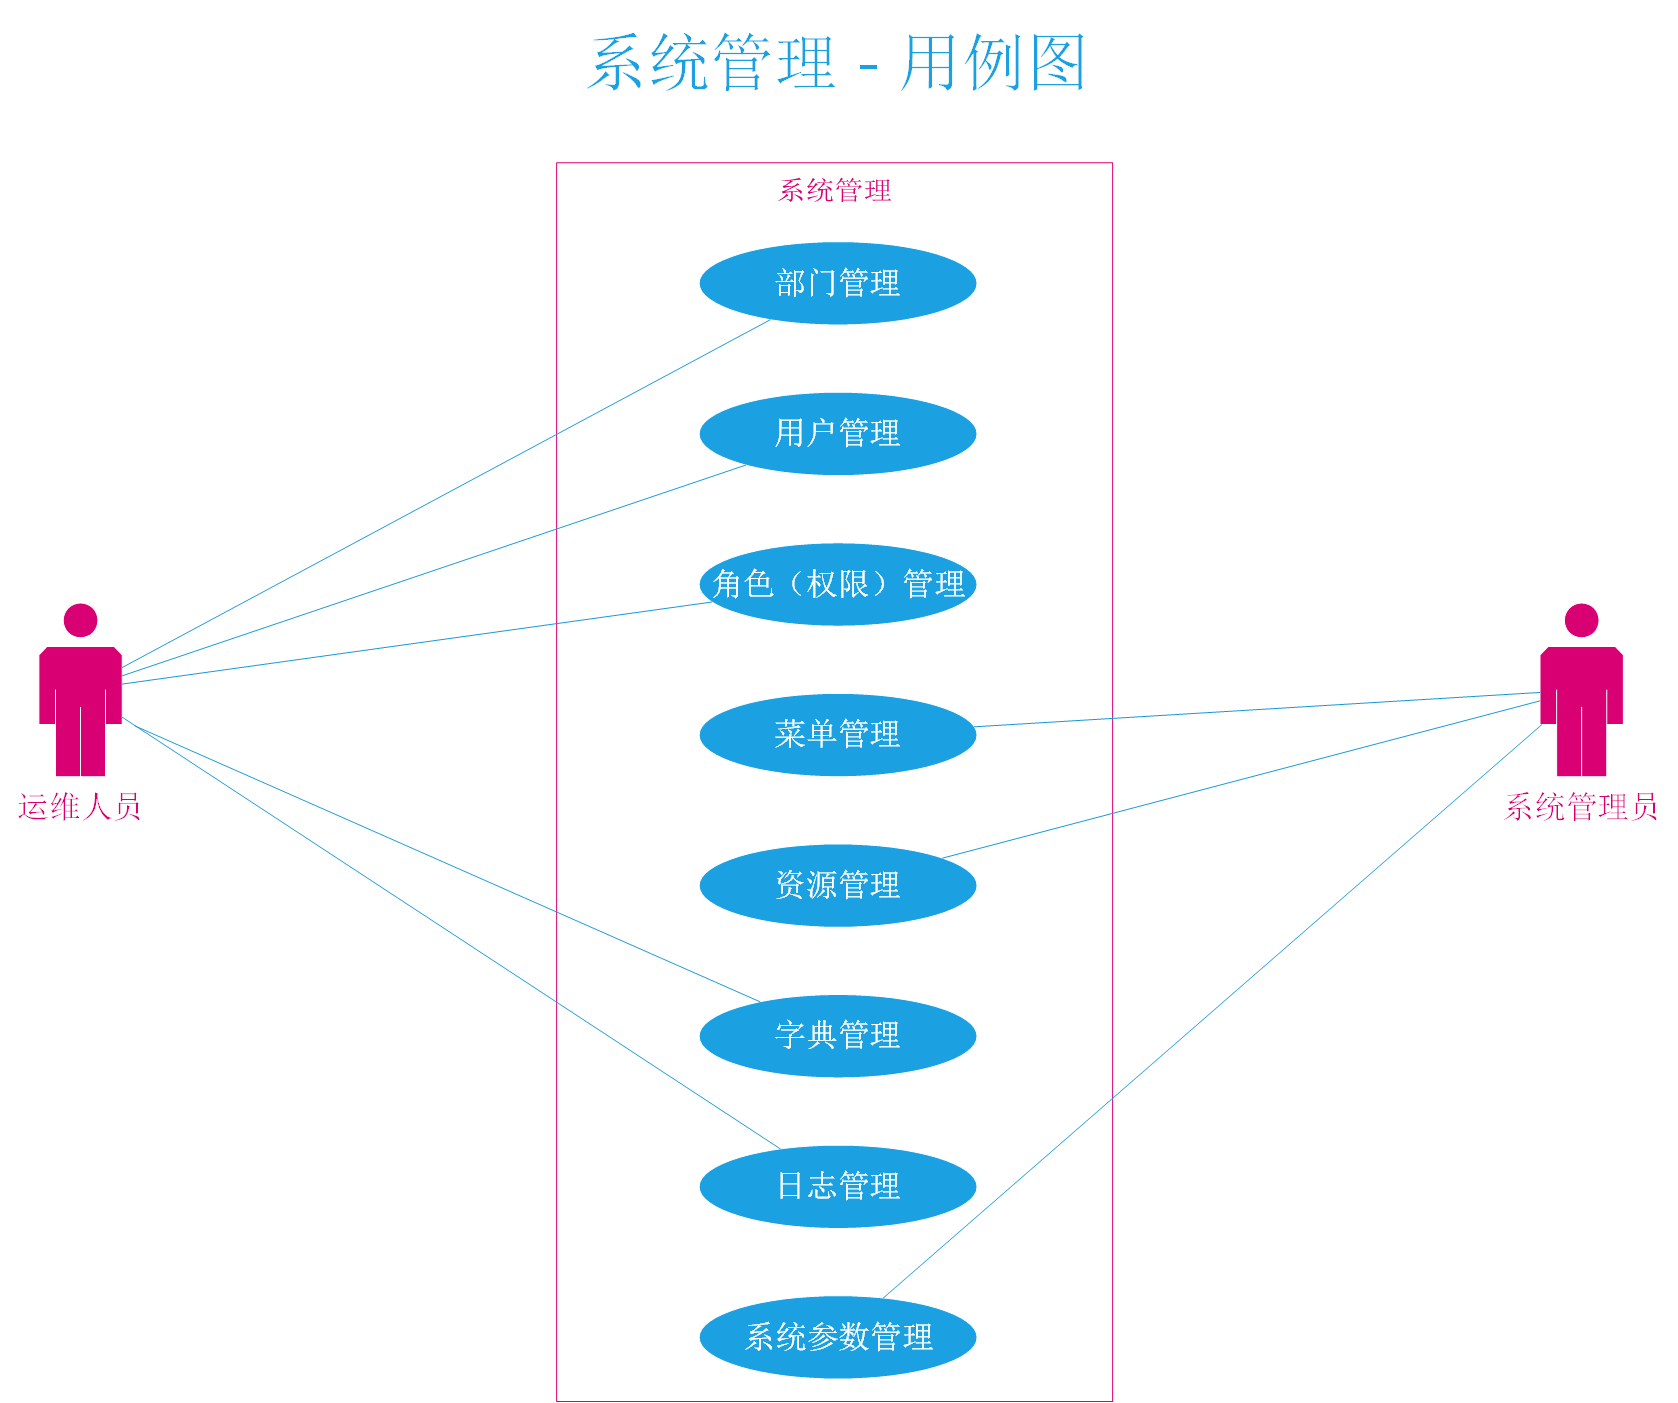 系统管理 - 用例图
系统管理
部门管理
用户管理
角色（权限）管理
菜单管理
运维人员
系统管理员
资源管理
字典管理
日志管理
系统参数管理